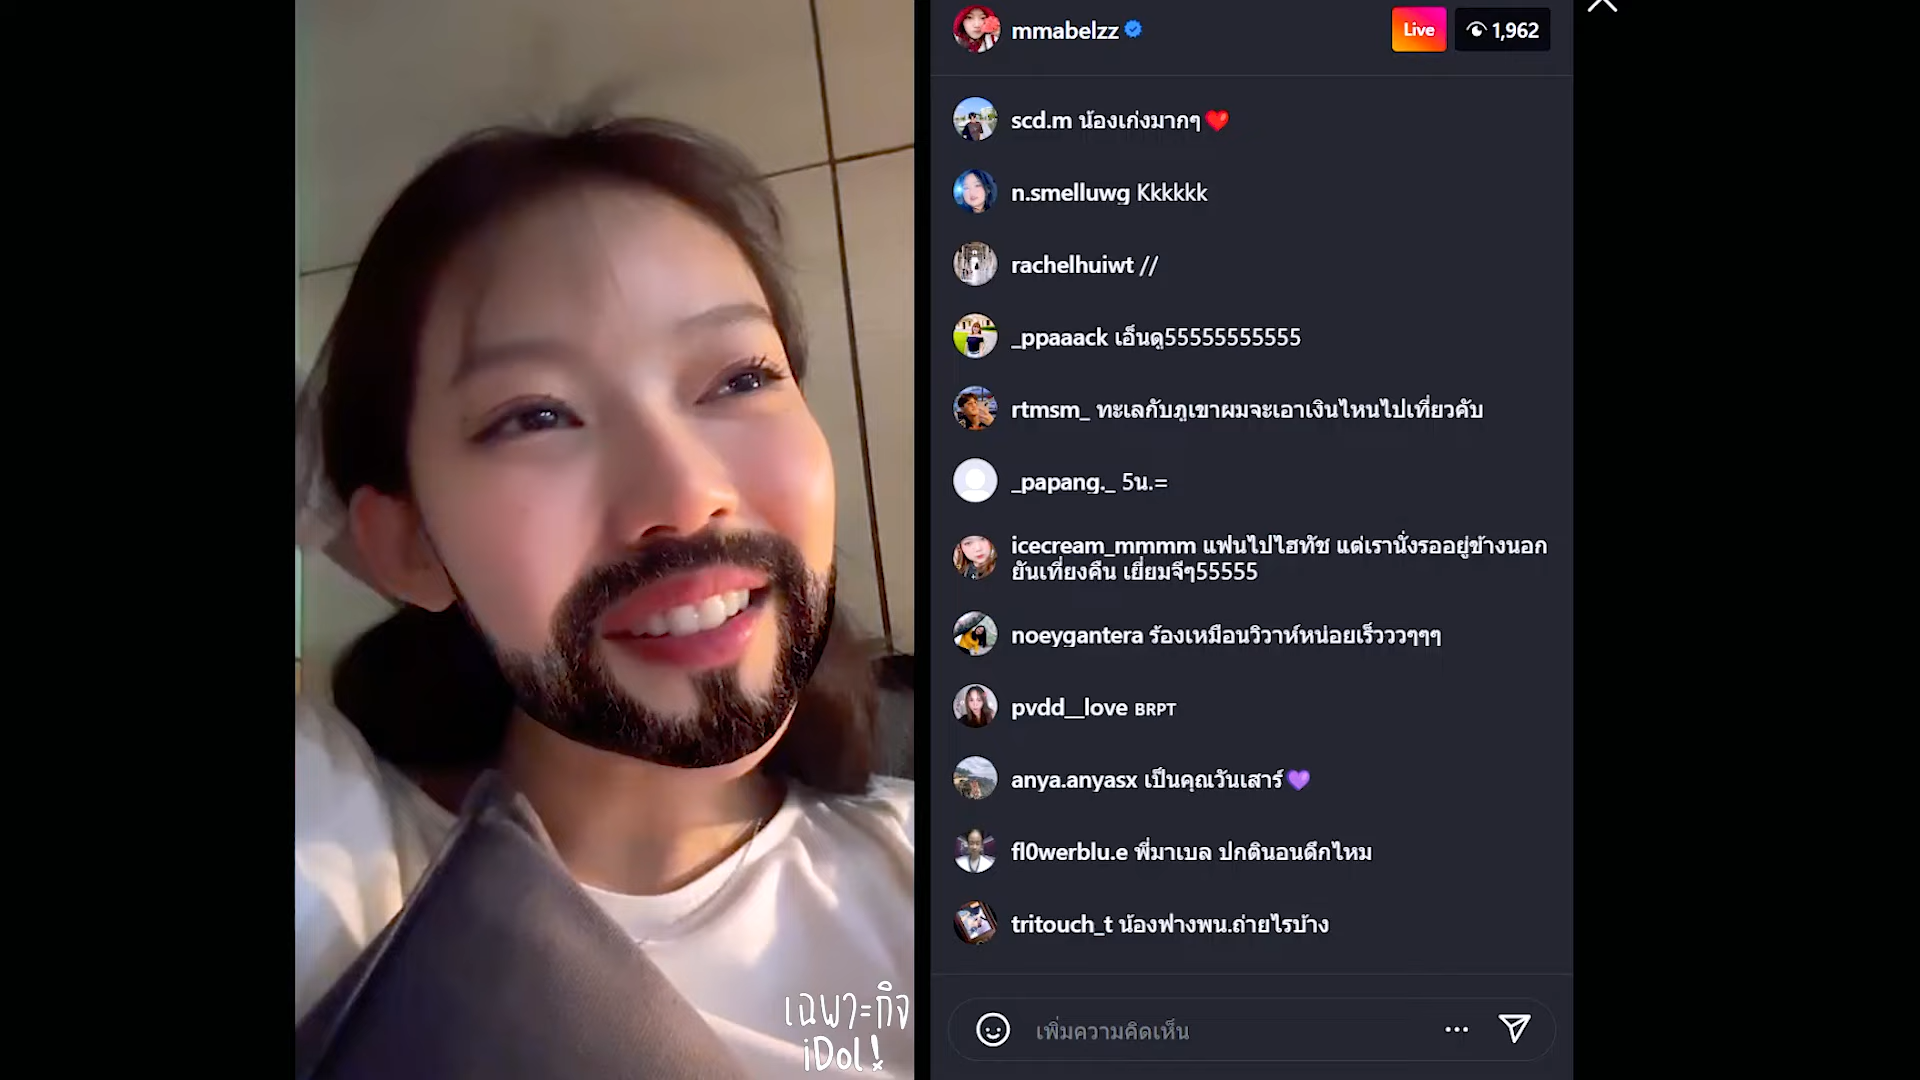 mmabelzz
Live
1,962
scd.m น้องเก่งมากๆ❤️
n.smelluwg Kkkkkk
rachelhuiwt //
_ppaaack เอ็นดู55555555555
rtmsm_ ทะเลกับภูเขาผมจะเอาเงินไหนไปเที่ยวคับ
_papang._ 5น.=
icecream_mmmm แฟนไปไฮทัช แต่เรานั่งรออยู่ข้างนอก
ยันเที่ยงคืน เยี่ยมจีๆ55555
noeygantera ร้องเหมือนวิวาห์หน่อยเร็วววๆๆๆ
pvdd__love BRPT
anya.anyasx เป็นคุณวันเสาร์💜
fl0werblu.e พี่มาเบล ปกตินอนดึกไหม
tritouch_t น้องฟางพน.ถ่ายไรบ้าง
เพิ่มความคิดเห็น
เฉพาะกิจ
iDol!